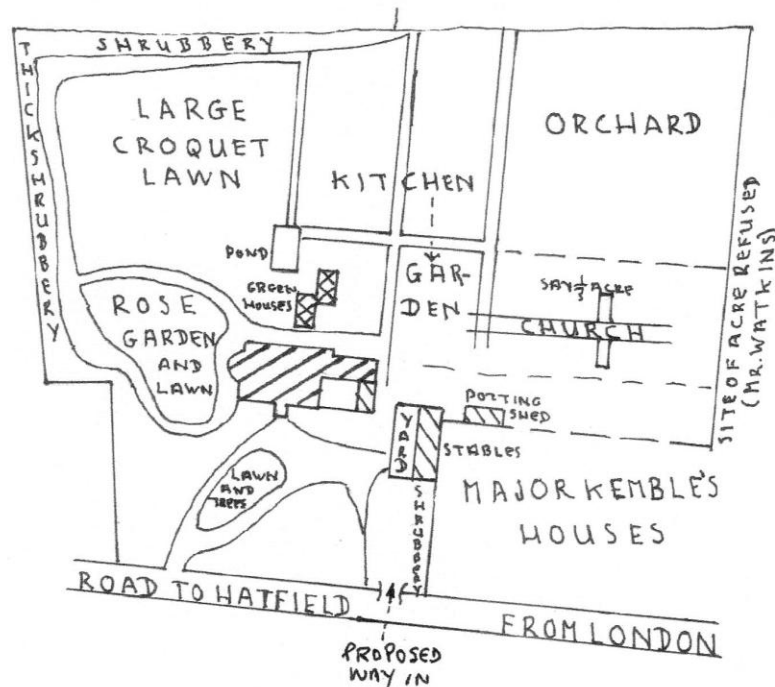 SHRUBBERY
THICK SHRUBBERY
LARGE
CROQUET
LAWN
ORCHARD
KITCHEN
GAR-
DEN
POND
GREEN
HOUSES
SAY ⅓ ACRE
CHURCH
SITE OF ACRE REFUSED
(MR. WATKINS)
ROSE
GARDEN
AND
LAWN
POTTING
SHED
YARD
STABLES
LAWN
AND
TREES
SHRUBBERY
MAJOR KEMBLE'S
HOUSES
ROAD TO HATFIELD
FROM LONDON
PROPOSED
WAY IN